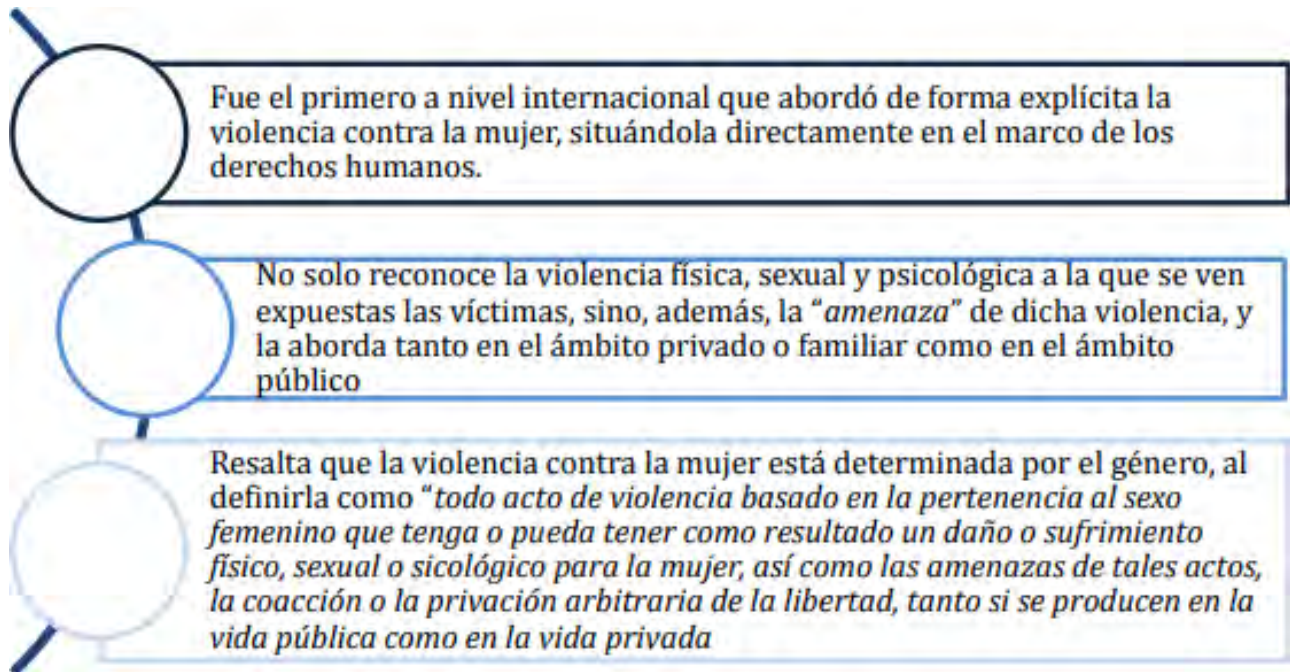 Fue el primero a nivel internacional que abordó de forma explícita la
violencia contra la mujer, situándola directamente en el marco de los
derechos humanos.
No solo reconoce la violencia física, sexual y psicológica a la que se ven
expuestas las víctimas, sino, además, la “amenaza” de dicha violencia, y
la aborda tanto en el ámbito privado o familiar como en el ámbito
público
Resalta que la violencia contra la mujer está determinada por el género, al
definirla como “todo acto de violencia basado en la pertenencia al sexo
femenino que tenga o pueda tener como resultado un daño o sufrimiento
físico, sexual o sicológico para la mujer, así como las amenazas de tales actos,
la coacción o la privación arbitraria de la libertad, tanto si se producen en la
vida pública como en la vida privada